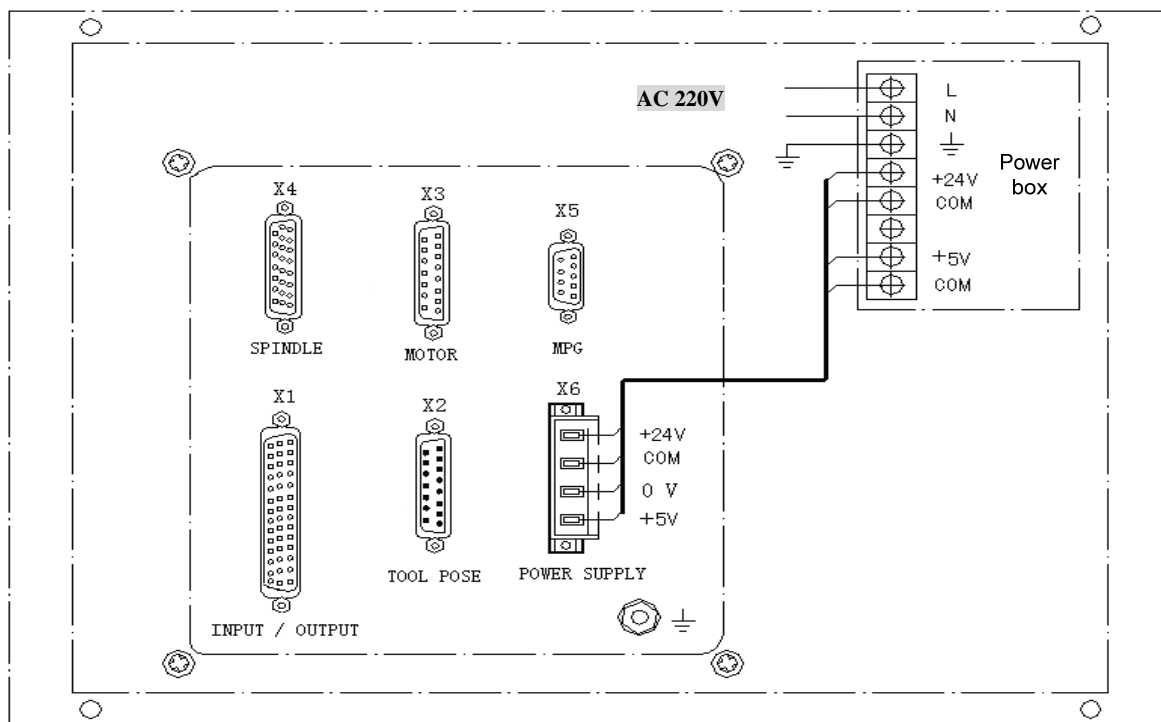 AC 220V
L
N
Power
box
+24V
COM
+5V
COM
X4
X3
X5
SPINDLE
MOTOR
MPG
X1
X2
X6
+24V
COM
0 V
+5V
TOOL POSE
POWER SUPPLY
INPUT / OUTPUT